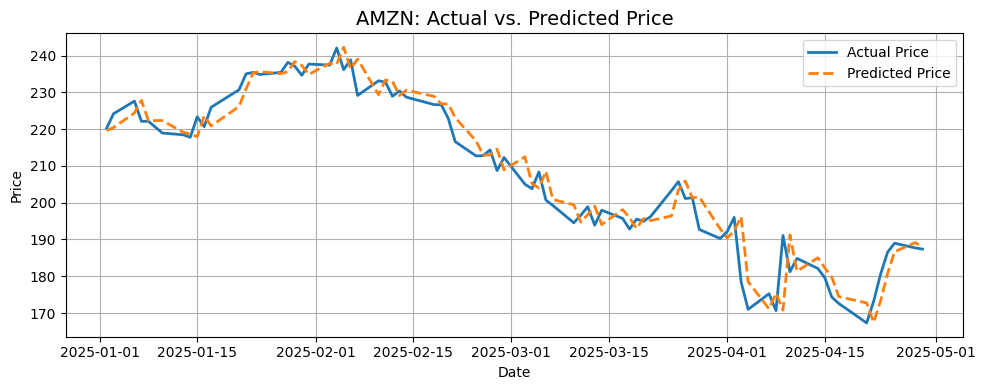 AMZN: Actual vs. Predicted Price
Actual Price
Predicted Price
Price
240
230
220
210
200
190
180
170
2025-01-01 2025-01-15 2025-02-01 2025-02-15 2025-03-01 2025-03-15 2025-04-01 2025-04-15 2025-05-01
Date